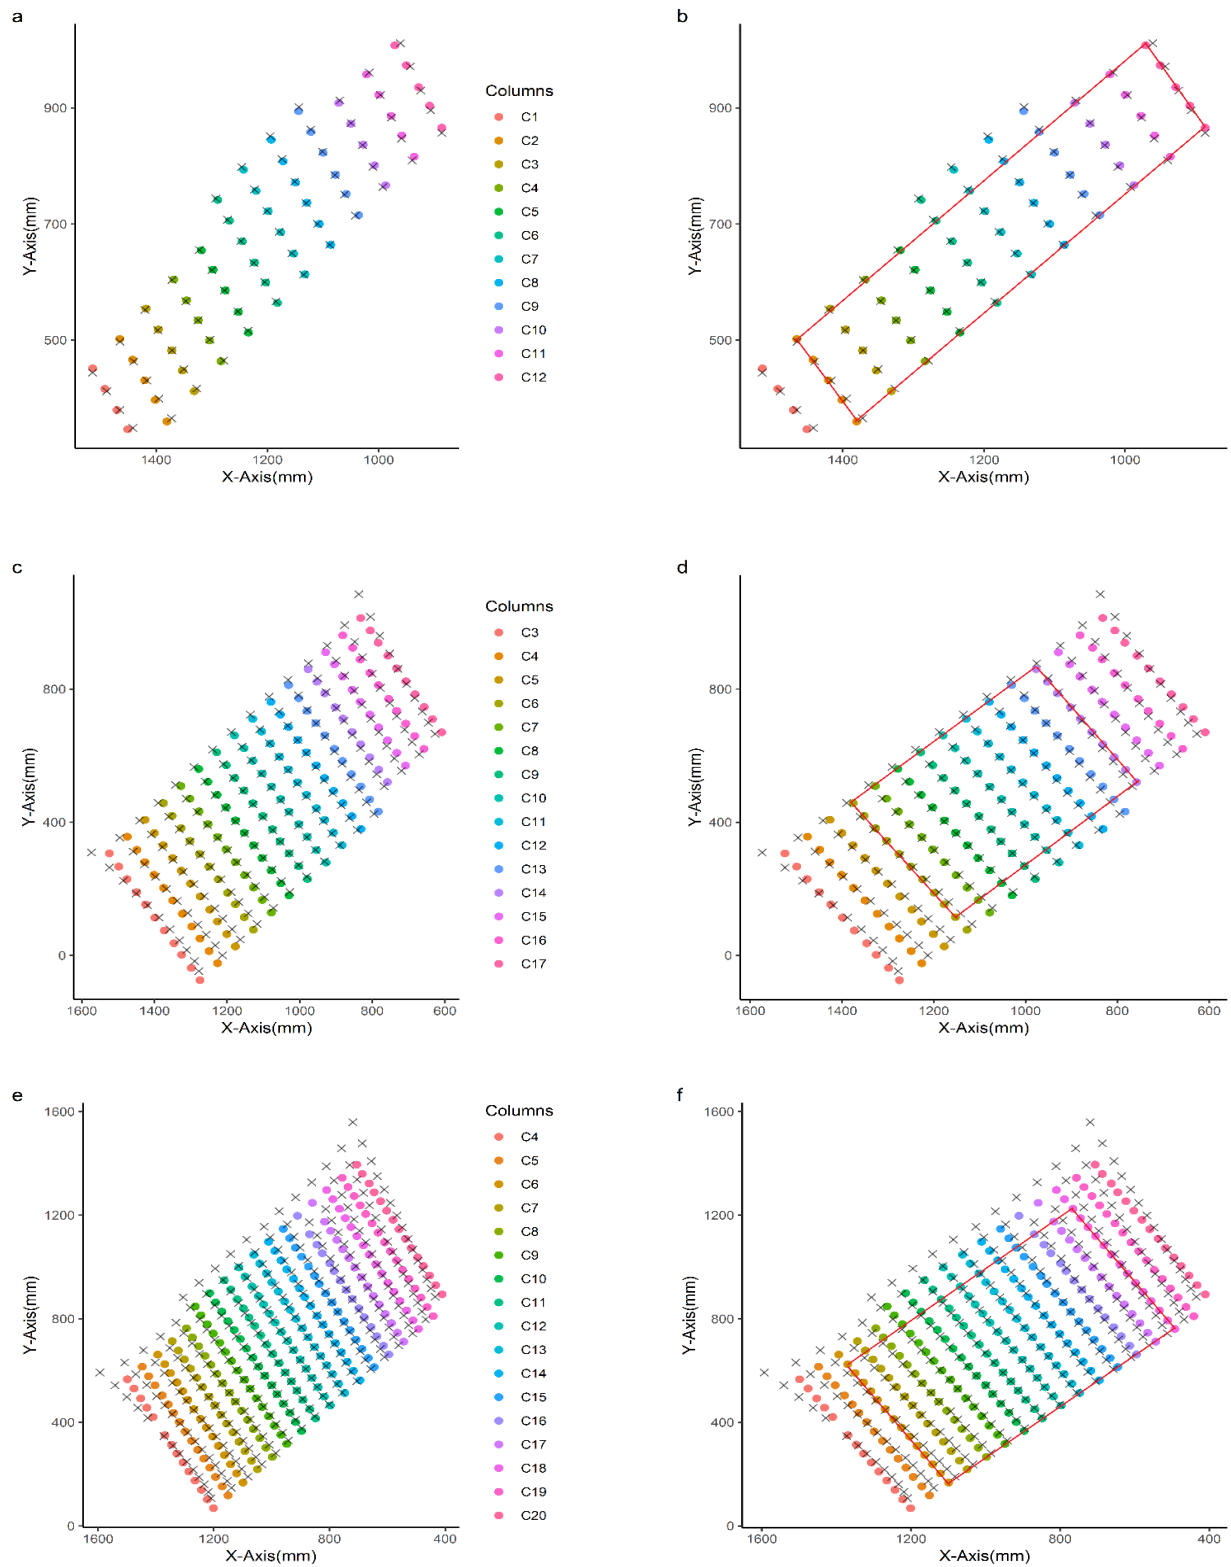 a
Y-Axis(mm)
900
700
500
1400 1200 1000
X-Axis(mm)
Columns
C1
C2
C3
C4
C5
C6
C7
C8
C9
C10
C11
C12
b
Y-Axis(mm)
900
700
500
1400 1200 1000
X-Axis(mm)
c
Y-Axis(mm)
800
400
0
1600 1400 1200 1000 800 600
X-Axis(mm)
Columns
C3
C4
C5
C6
C7
C8
C9
C10
C11
C12
C13
C14
C15
C16
C17
d
Y-Axis(mm)
800
400
0
1600 1400 1200 1000 800 600
X-Axis(mm)
e
Y-Axis(mm)
1600
1200
800
400
0
1600 1200 800 400
X-Axis(mm)
Columns
C4
C5
C6
C7
C8
C9
C10
C11
C12
C13
C14
C15
C16
C17
C18
C19
C20
f
Y-Axis(mm)
1600
1200
800
400
0
1600 1200 800 400
X-Axis(mm)